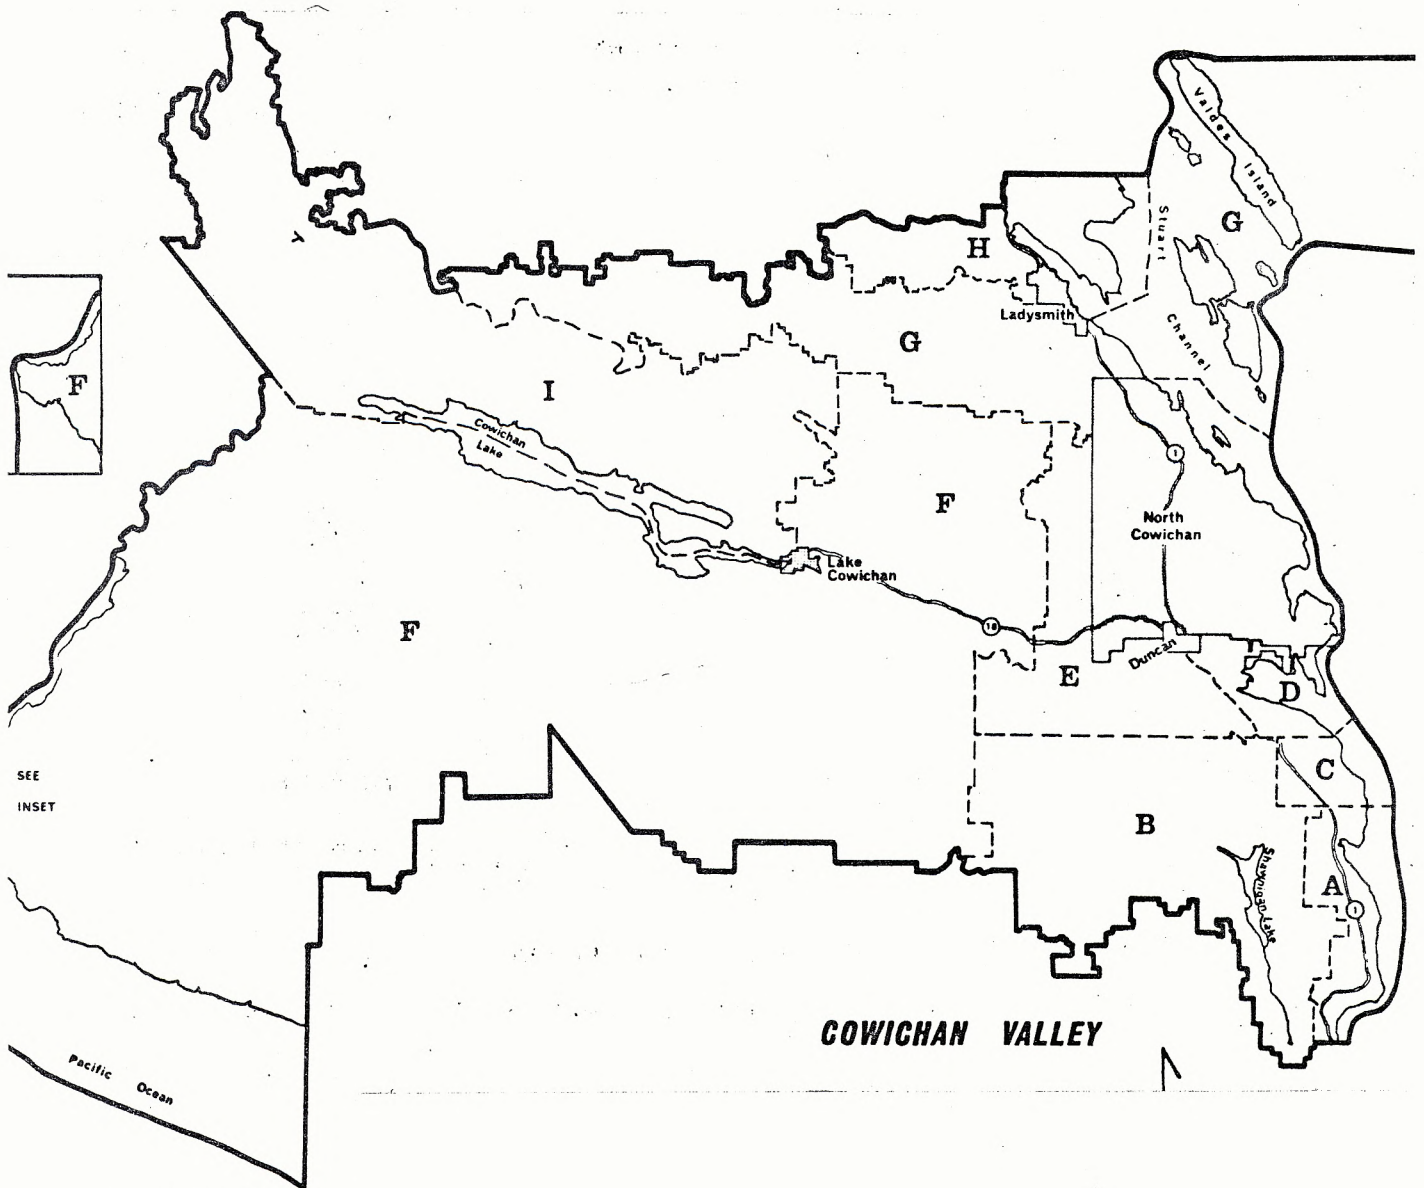 Valdes
Island
G
Stuart
H
Ladysmith
Channel
G
F
I
Cowichan
Lake
1
F
North
Cowichan
Lake
Cowichan
18
F
Duncan
E
D
SEE
INSET
C
B
Shawnigan Lake
A
1
COWICHAN VALLEY
Pacific Ocean